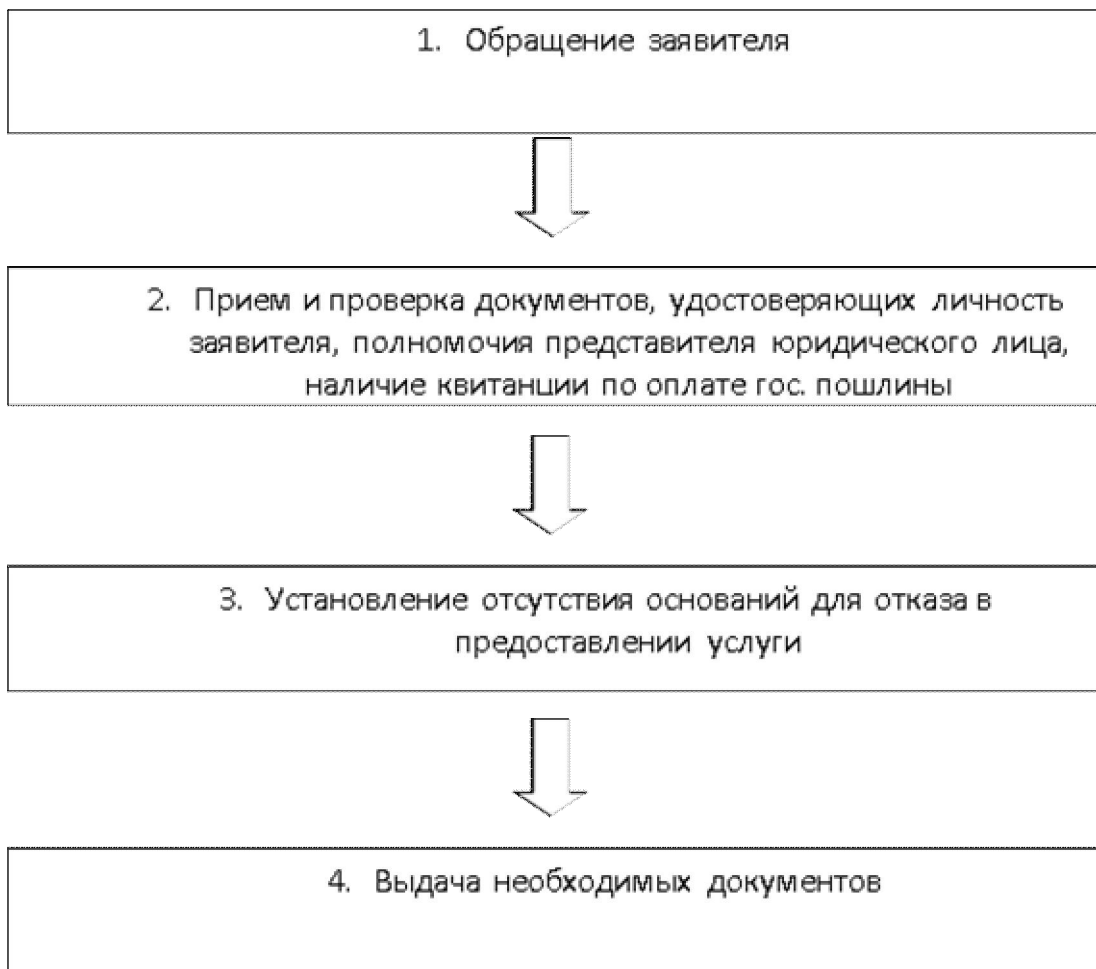 1. Обращение заявителя
2. Прием и проверка документов, удостоверяющих личность
заявителя, полномочия представителя юридического лица,
наличие квитанции по оплате гос. пошлины
3. Установление отсутствия оснований для отказа в
предоставлении услуги
4. Выдача необходимых документов